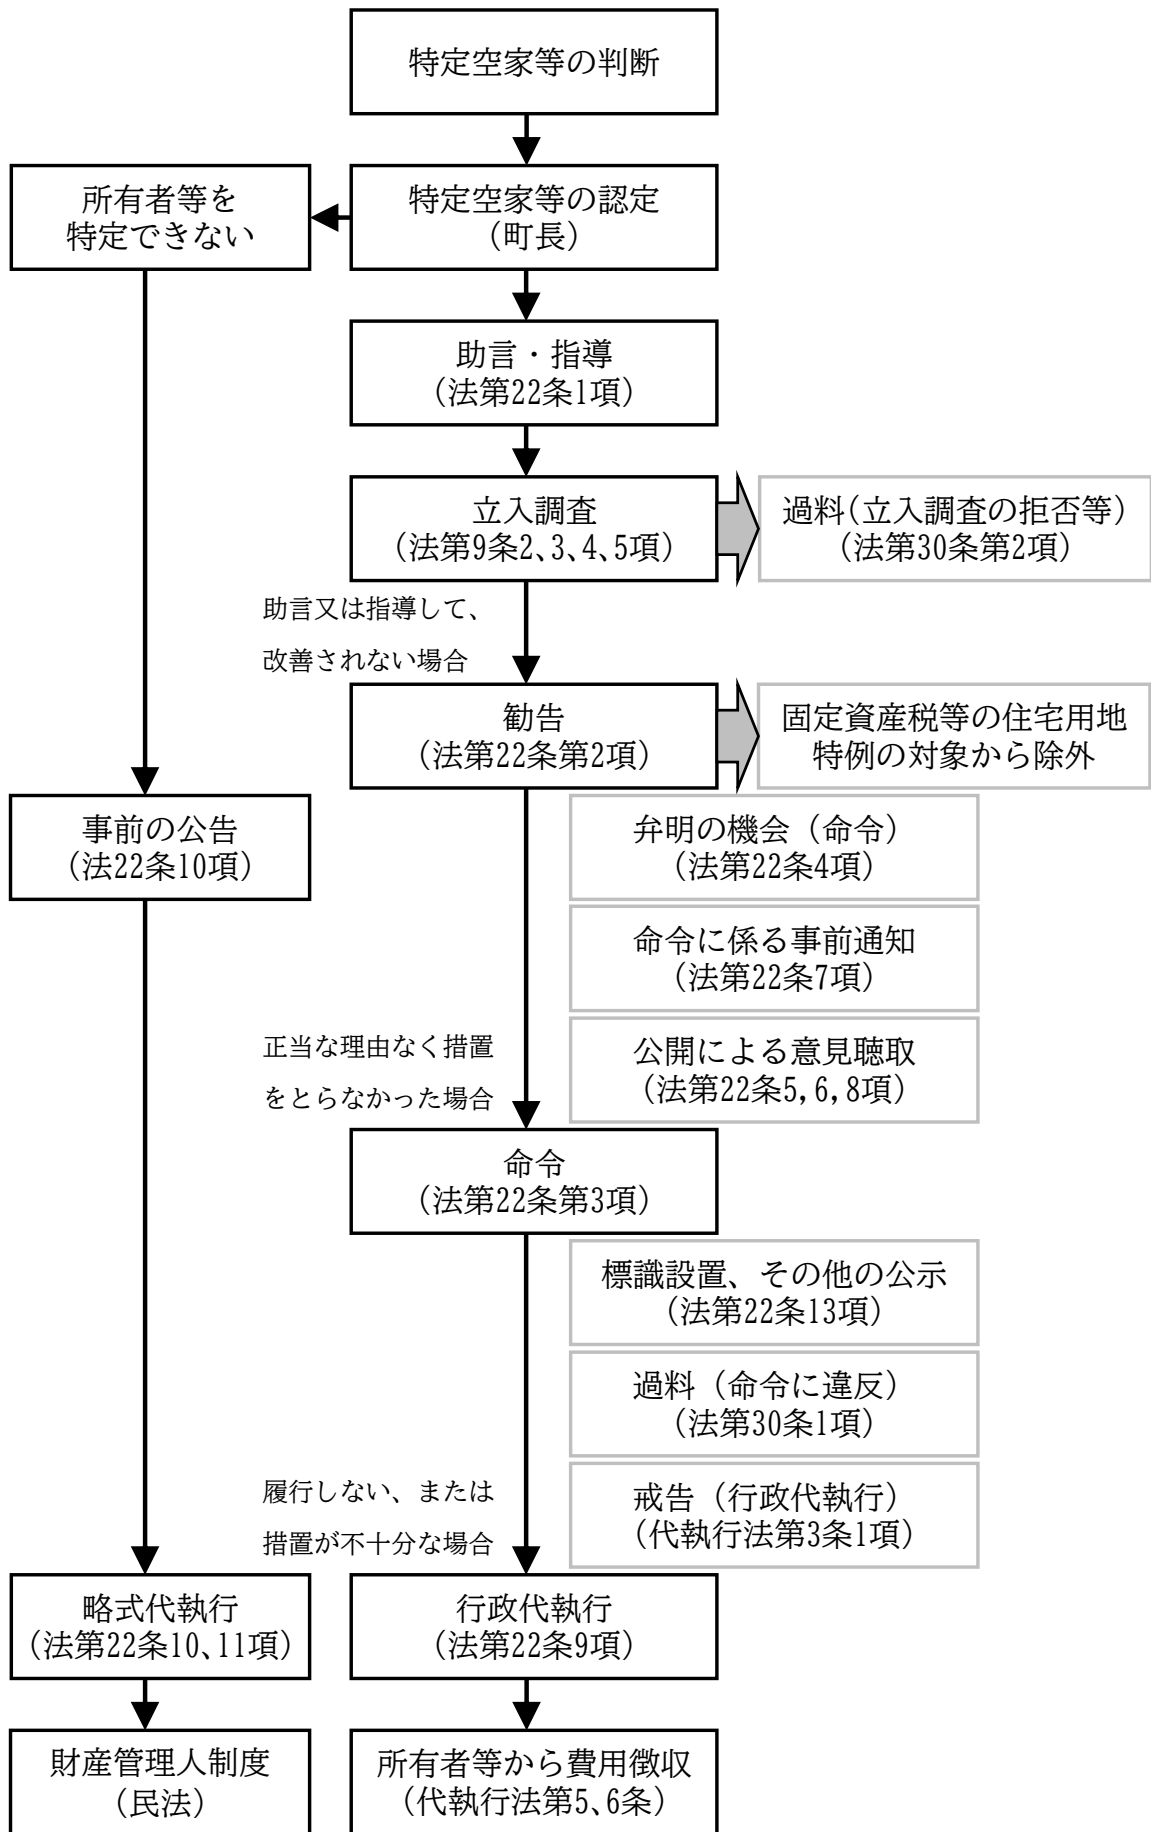 特定空家等の判断
所有者等を
特定できない
特定空家等の認定
（町長）
助言・指導
（法第22条1項）
立入調査
（法第9条2、3、4、5項）
過料（立入調査の拒否等）
（法第30条第2項）
助言又は指導して、
改善されない場合
勧告
（法第22条第2項）
固定資産税等の住宅用地
特例の対象から除外
事前の公告
（法22条10項）
弁明の機会（命令）
（法第22条4項）
命令に係る事前通知
（法第22条7項）
公開による意見聴取
（法第22条5,6,8項）
正当な理由なく措置
をとらなかった場合
命令
（法第22条第3項）
標識設置、その他の公示
（法第22条13項）
過料（命令に違反）
（法第30条1項）
戒告（行政代執行）
（代執行法第3条1項）
履行しない、または
措置が不十分な場合
略式代執行
（法第22条10、11項）
行政代執行
（法第22条9項）
財産管理人制度
（民法）
所有者等から費用徴収
（代執行法第5、6条）